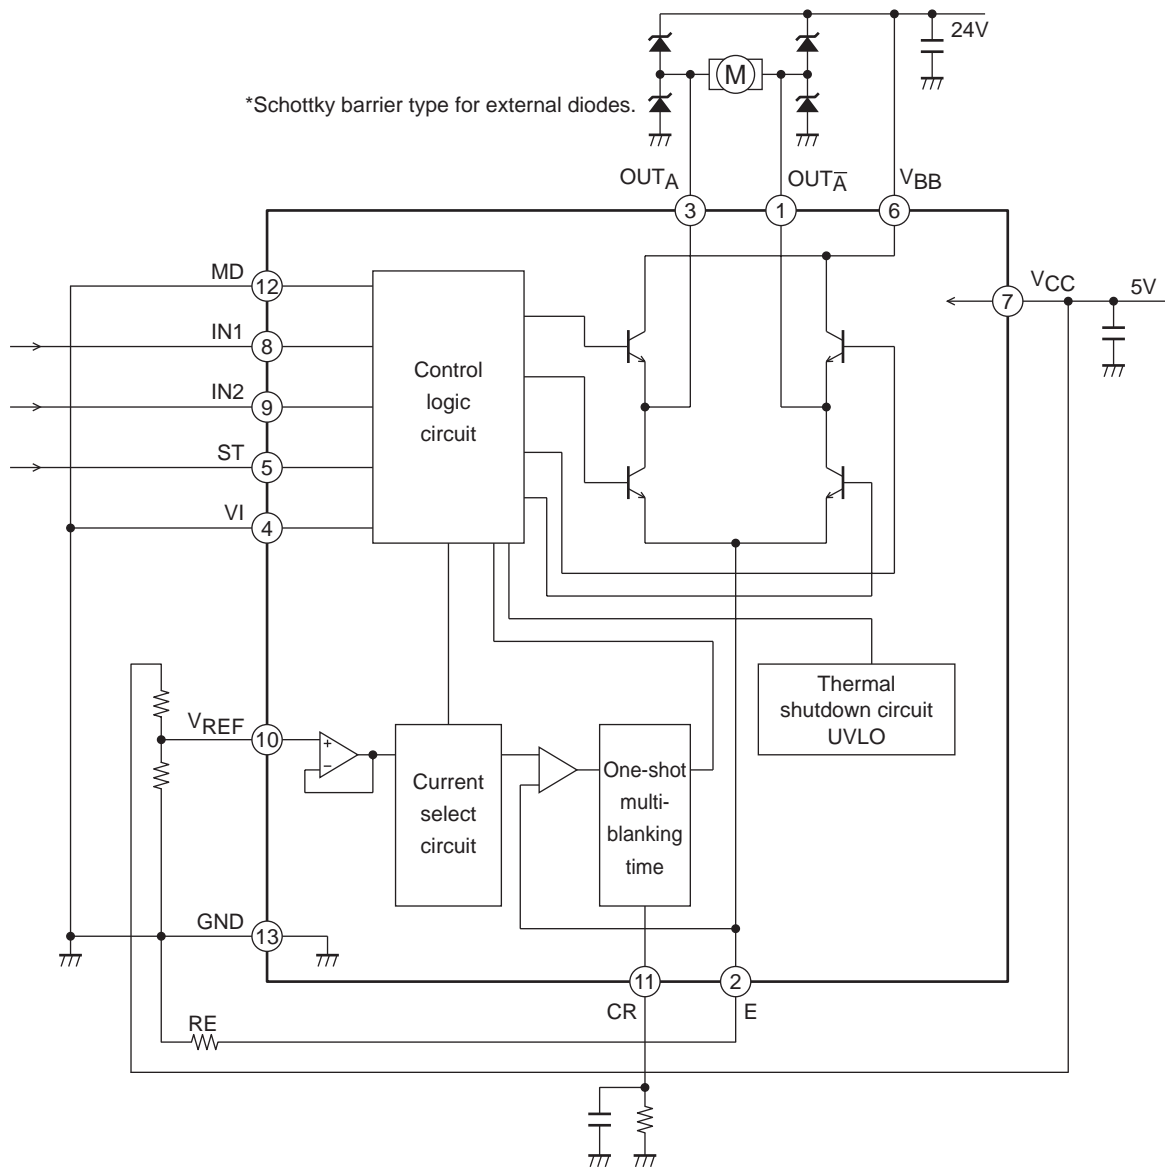 24V
M
*Schottky barrier type for external diodes.
OUTA
OUTA̅
VBB
3
1
6
MD
12
VCC
5V
7
IN1
8
IN2
9
ST
5
VI
4
Control
logic
circuit
Thermal
shutdown circuit
UVLO
VREF
10
+
−
Current
select
circuit
One-shot
multi-
blanking
time
GND
13
11
2
CR
E
RE